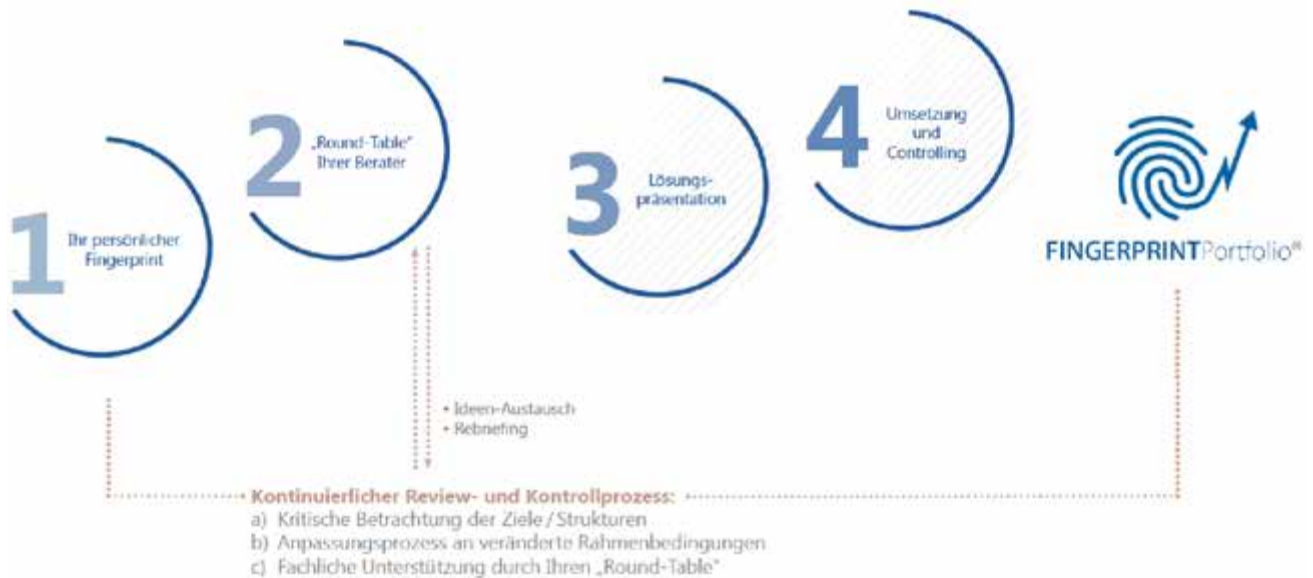 1
Ihr persönlicher
Fingerprint
2
„Round-Table“
Ihrer Berater
3
Lösungs-
präsentation
4
Umsetzung
und
Controlling
FINGERPRINTPortfolio®
• Ideen-Austausch
• Rebriefing
Kontinuierlicher Review- und Kontrollprozess:
a) Kritische Betrachtung der Ziele / Strukturen
b) Anpassungsprozess an veränderte Rahmenbedingungen
c) Fachliche Unterstützung durch Ihren „Round-Table“